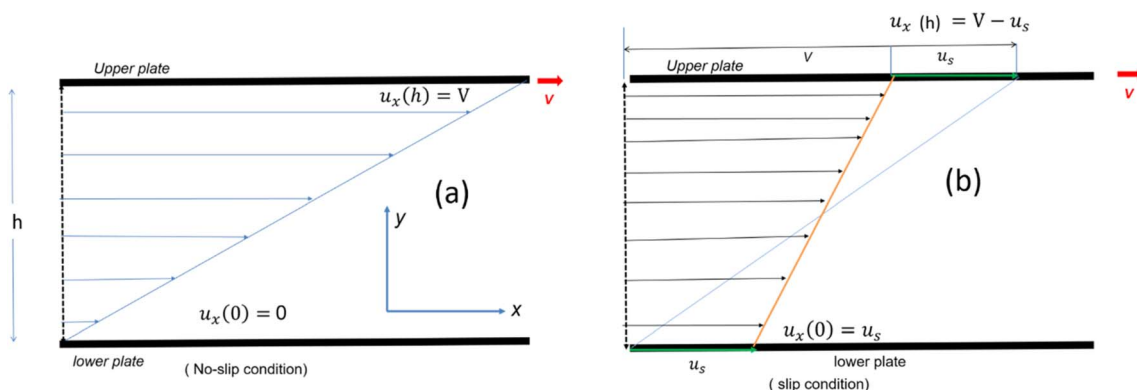 Upper plate
u_x(h) = V
v
(a)
h
y
x
u_x(0) = 0
lower plate
( No-slip condition)
u_x (h) = V − u_s
V
Upper plate
u_s
v
(b)
u_x(0) = u_s
u_s
lower plate
( slip condition)